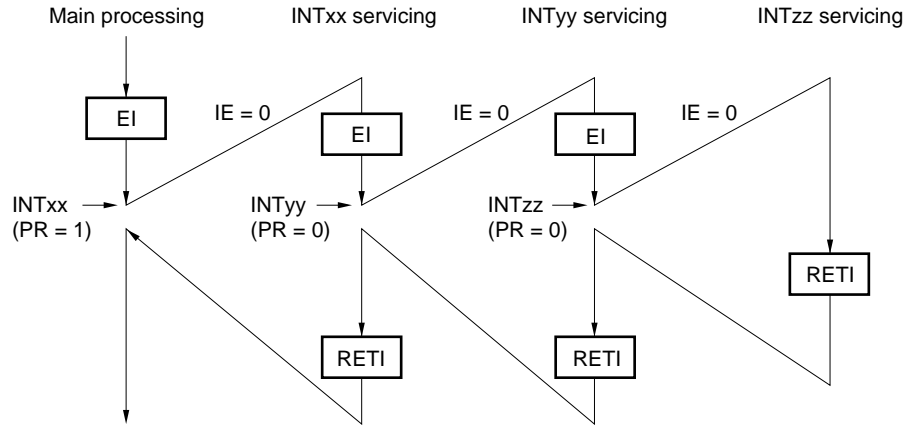 Main processing
INTxx servicing
INTyy servicing
INTzz servicing
EI
IE = 0
EI
IE = 0
EI
IE = 0
INTxx
(PR = 1)
INTyy
(PR = 0)
INTzz
(PR = 0)
RETI
RETI
RETI